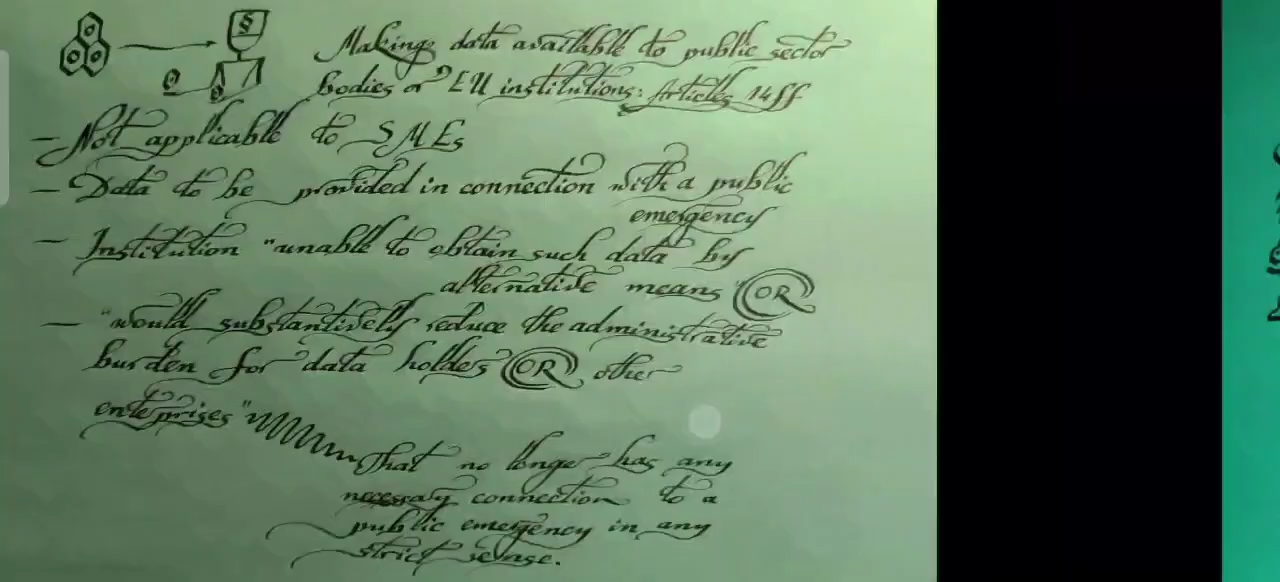 §
Making data available to public sector
bodies or EU institutions: Articles 14ff
– Not applicable to SMEs
– Data to be provided in connection with a public
emergency
– Institution "unable to obtain such data by
alternative means" OR
– "would substantively reduce the administrative
burden for data holders OR other
enterprises"
That no longer has any
necessary connection to a
public emergency in any
strict sense.